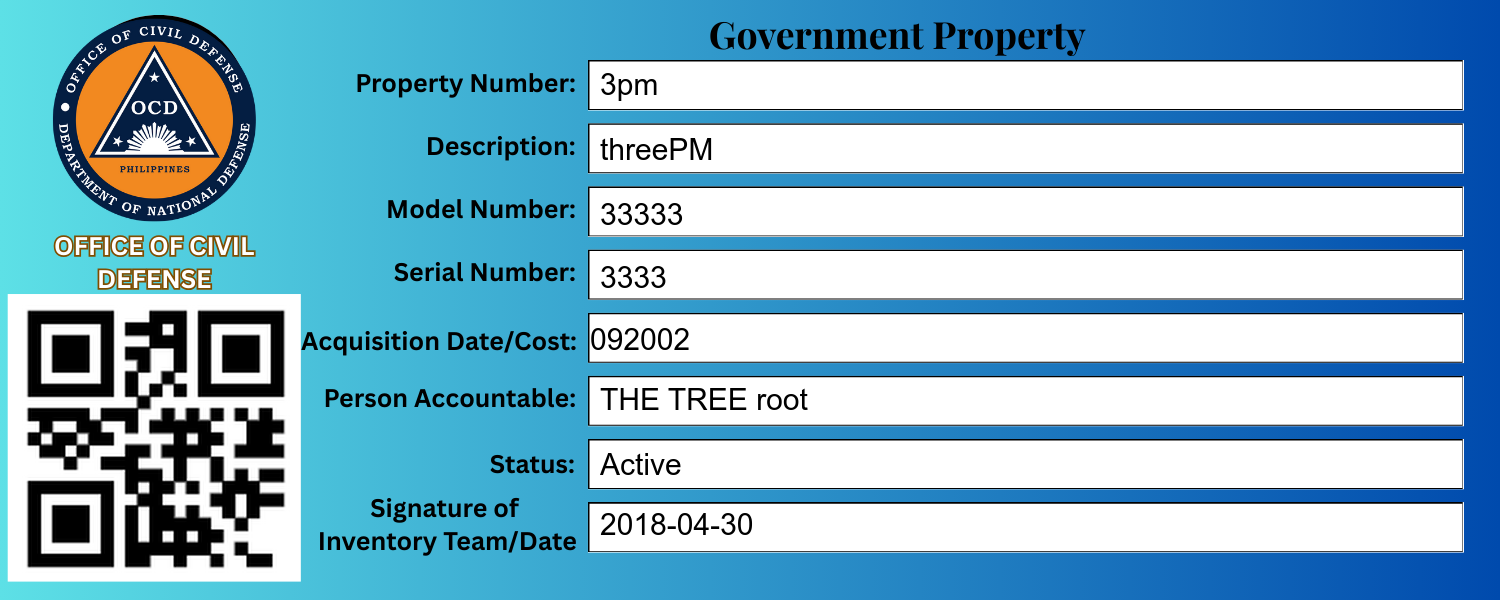 OFFICE OF CIVIL DEFENSE
OCD
PHILIPPINES
DEPARTMENT OF NATIONAL DEFENSE
OFFICE OF CIVIL
DEFENSE
Government Property
Property Number: 3pm
Description: threePM
Model Number: 33333
Serial Number: 3333
Acquisition Date/Cost: 092002
Person Accountable: THE TREE root
Status: Active
Signature of
Inventory Team/Date 2018-04-30